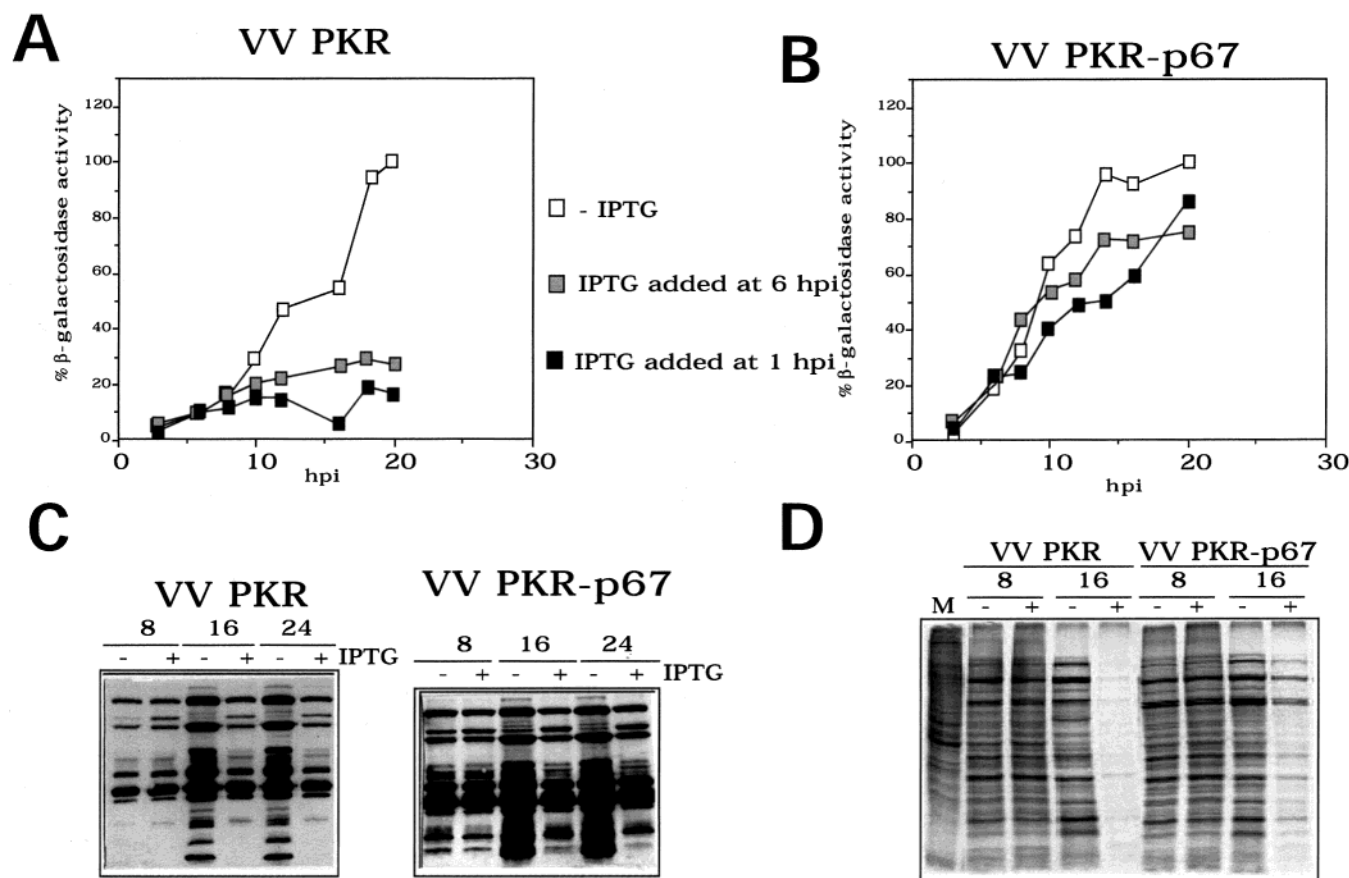 A
VV PKR
% β-galactosidase activity
120
100
80
60
40
20
0
0 10 20 30
hpi
- IPTG
IPTG added at 6 hpi
IPTG added at 1 hpi
B
VV PKR-p67
% β-galactosidase activity
120
100
80
60
40
20
0
0 10 20 30
hpi
C
VV PKR
8 16 24
- + - + - + IPTG
VV PKR-p67
8 16 24
- + - + - + IPTG
D
VV PKR VV PKR-p67
8 16 8 16
M - + - + - + - +